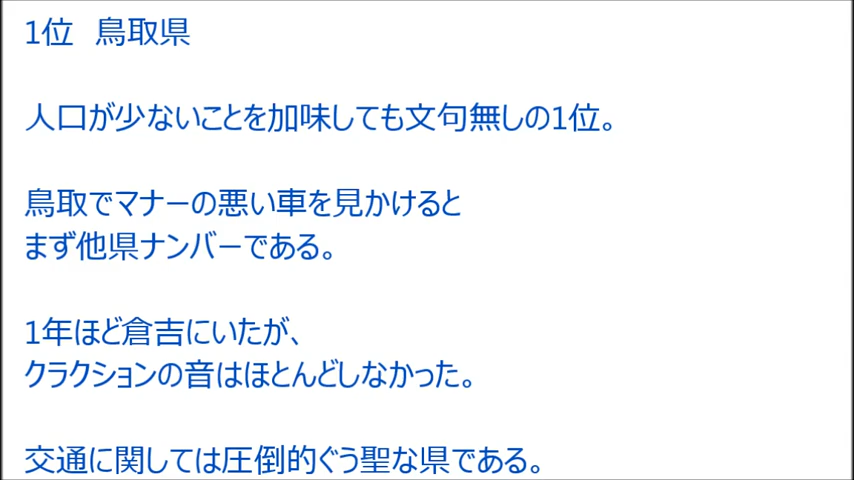 1位　鳥取県
人口が少ないことを加味しても文句無しの1位。
鳥取でマナーの悪い車を見かけると
まず他県ナンバーである。
1年ほど倉吉にいたが、
クラクションの音はほとんどしなかった。
交通に関しては圧倒的ぐう聖な県である。